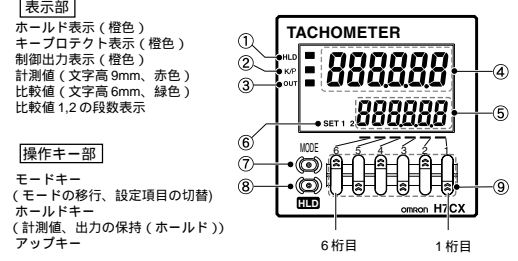 表示部
ホールド表示（橙色）
キープロテクト表示（橙色）
制御出力表示（橙色）
計測値（文字高9mm、赤色）
比較値（文字高6mm、緑色）
比較値1,2の段数表示
操作キー部
モードキー
(モードの移行、設定項目の切替)
ホールドキー
(計測値、出力の保持（ホールド))
アップキー
TACHOMETER
① HLD
② K/P
③ OUT
888888 ④
888888 ⑤
⑥ SET 1 2
MODE
6 5 4 3 2 1
⑦
⑧
⑨
HLD
OMRON H7CX
6桁目
1桁目